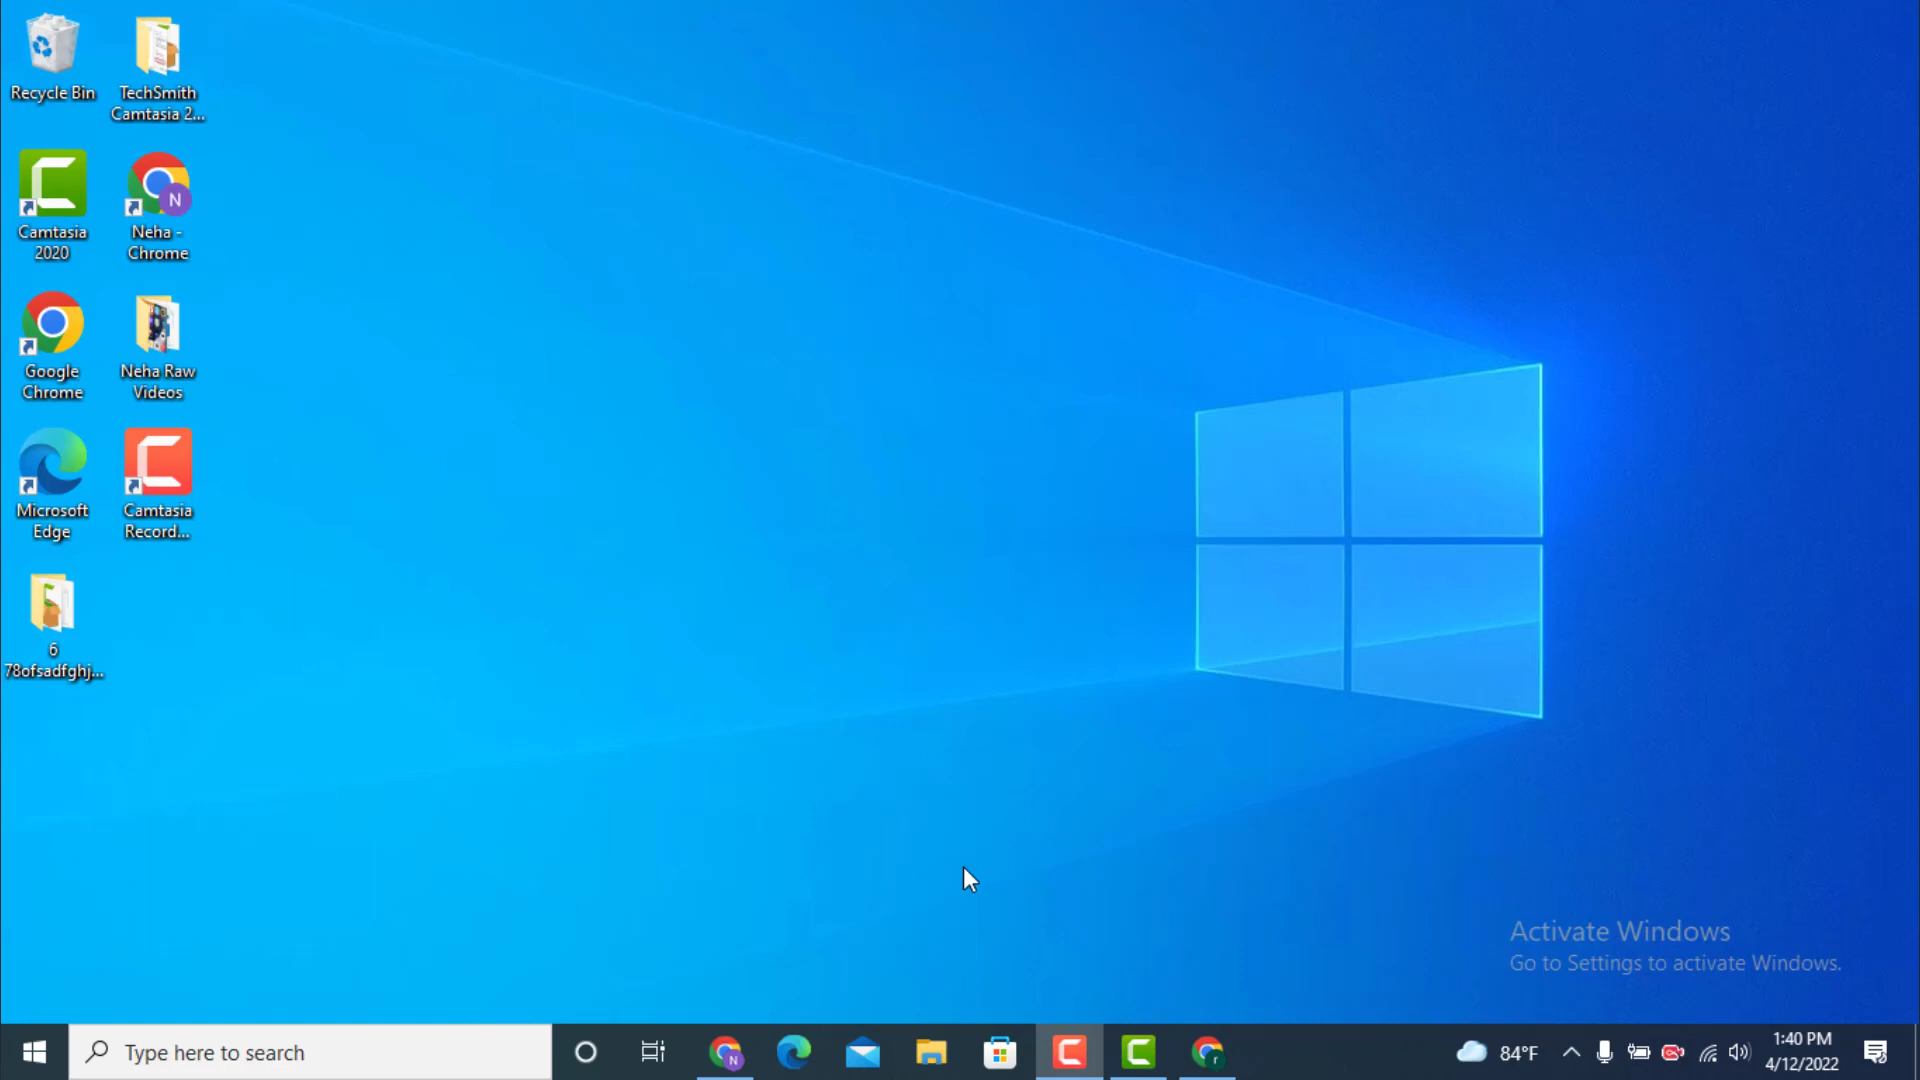 Recycle Bin
TechSmith
Camtasia 2...
Camtasia
2020
N
Neha -
Chrome
Google
Chrome
Neha Raw
Videos
Microsoft
Edge
Camtasia
Record...
6
78ofsadfghj...
Activate Windows
Go to Settings to activate Windows.
Type here to search
N
r
84°F
1:40 PM
4/12/2022